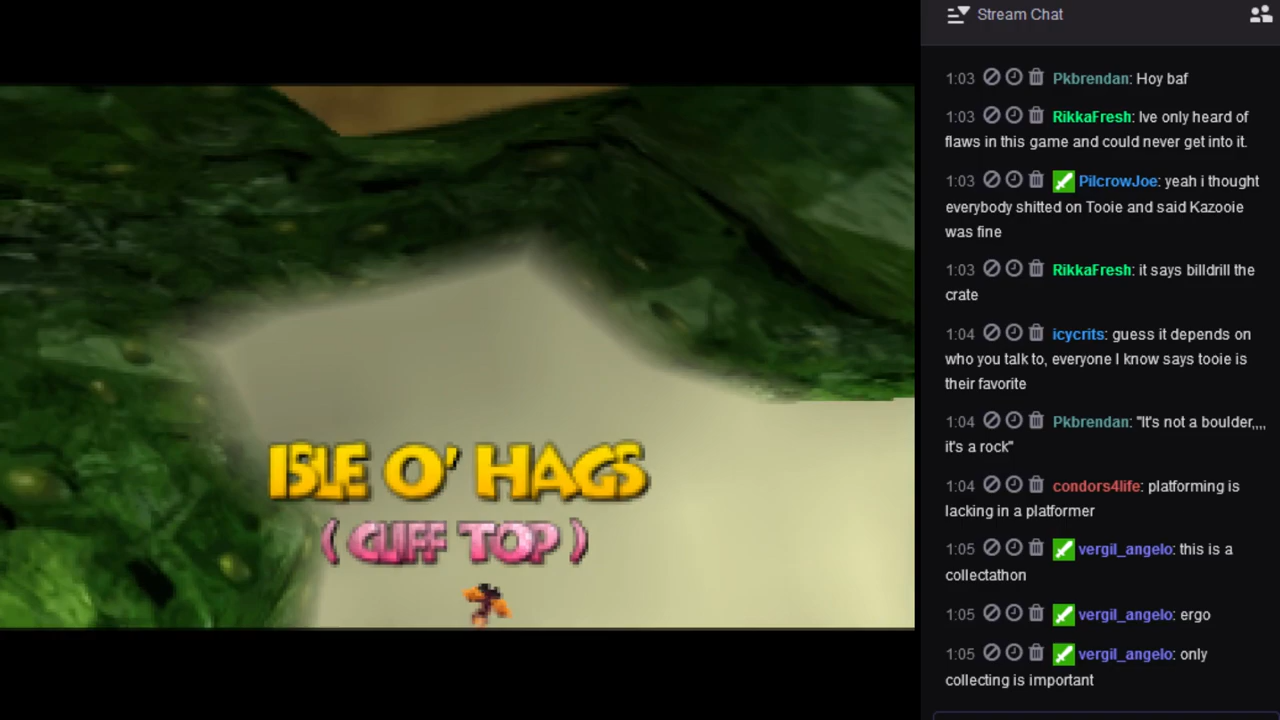 Stream Chat
1:03 Pkbrendan: Hoy baf
1:03 RikkaFresh: Ive only heard of
flaws in this game and could never get into it.
1:03 PilcrowJoe: yeah i thought
everybody shitted on Tooie and said Kazooie
was fine
1:03 RikkaFresh: it says billdrill the
crate
1:04 icycrits: guess it depends on
who you talk to, everyone I know says tooie is
their favorite
1:04 Pkbrendan: "It's not a boulder,,,,
it's a rock"
1:04 condors4life: platforming is
lacking in a platformer
1:05 vergil_angelo: this is a
collectathon
1:05 vergil_angelo: ergo
1:05 vergil_angelo: only
collecting is important
ISLE O' HAGS
( CLIFF TOP )